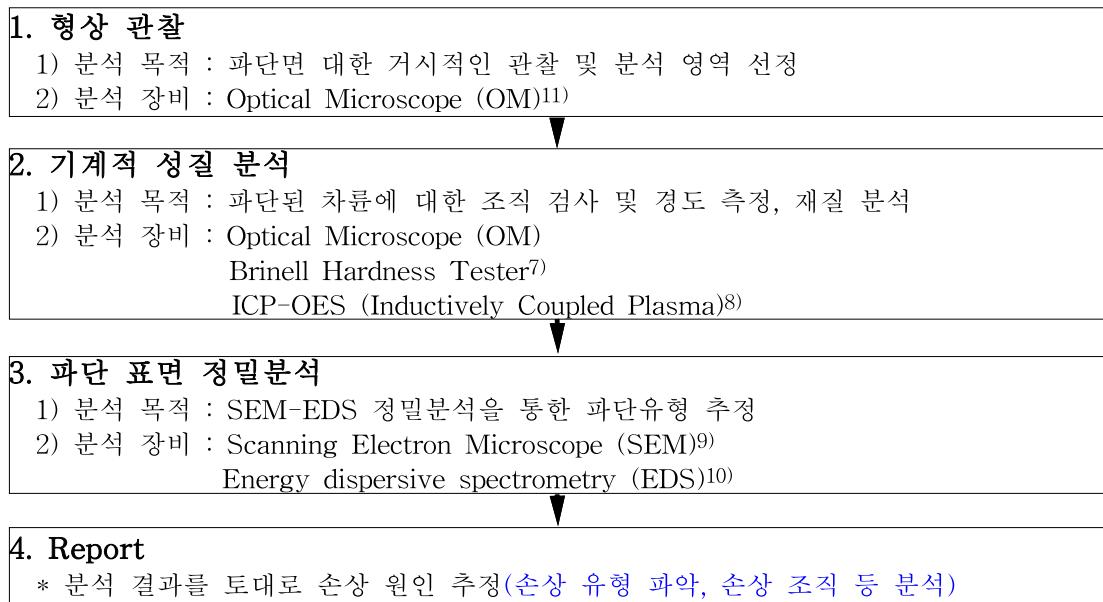 1. 형상 관찰
1) 분석 목적 : 파단면 대한 거시적인 관찰 및 분석 영역 선정
2) 분석 장비 : Optical Microscope (OM)11)
2. 기계적 성질 분석
1) 분석 목적 : 파단된 차륜에 대한 조직 검사 및 경도 측정, 재질 분석
2) 분석 장비 : Optical Microscope (OM)
Brinell Hardness Tester7)
ICP-OES (Inductively Coupled Plasma)8)
3. 파단 표면 정밀분석
1) 분석 목적 : SEM-EDS 정밀분석을 통한 파단유형 추정
2) 분석 장비 : Scanning Electron Microscope (SEM)9)
Energy dispersive spectrometry (EDS)10)
4. Report
* 분석 결과를 토대로 손상 원인 추정(손상 유형 파악, 손상 조직 등 분석)